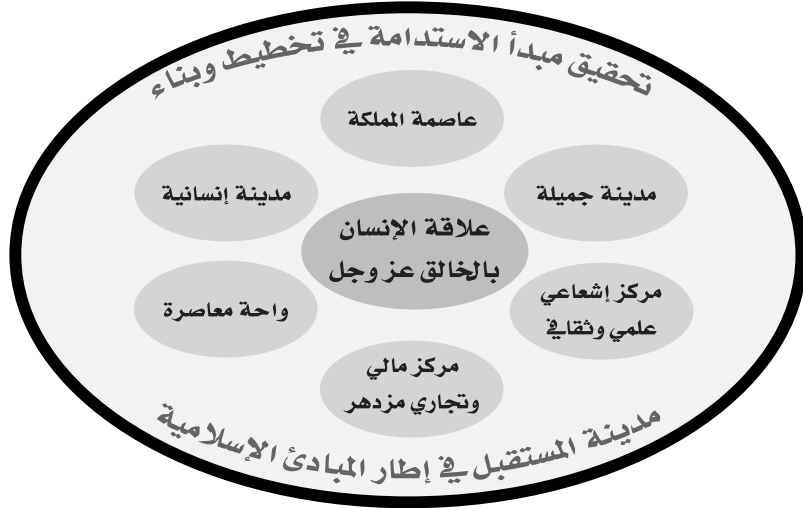 تحقيق مبدأ الاستدامة في تخطيط وبناء
عاصمة المملكة
مدينة جميلة
مدينة إنسانية
علاقة الإنسان
بالخالق عز وجل
مركز إشعاعي
علمي وثقافي
واحة معاصرة
مركز مالي
وتجاري مزدهر
مدينة المستقبل في إطار المبادئ الإسلامية